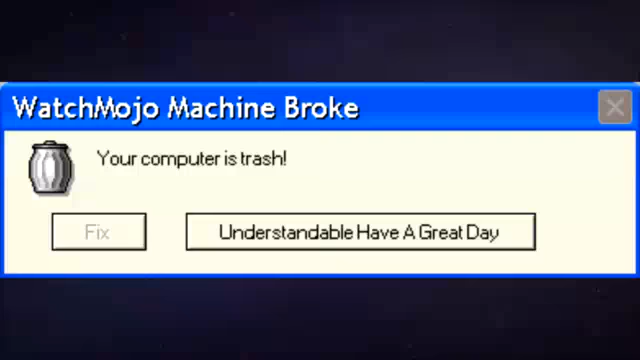 WatchMojo Machine Broke
Your computer is trash!
Fix
Understandable Have A Great Day